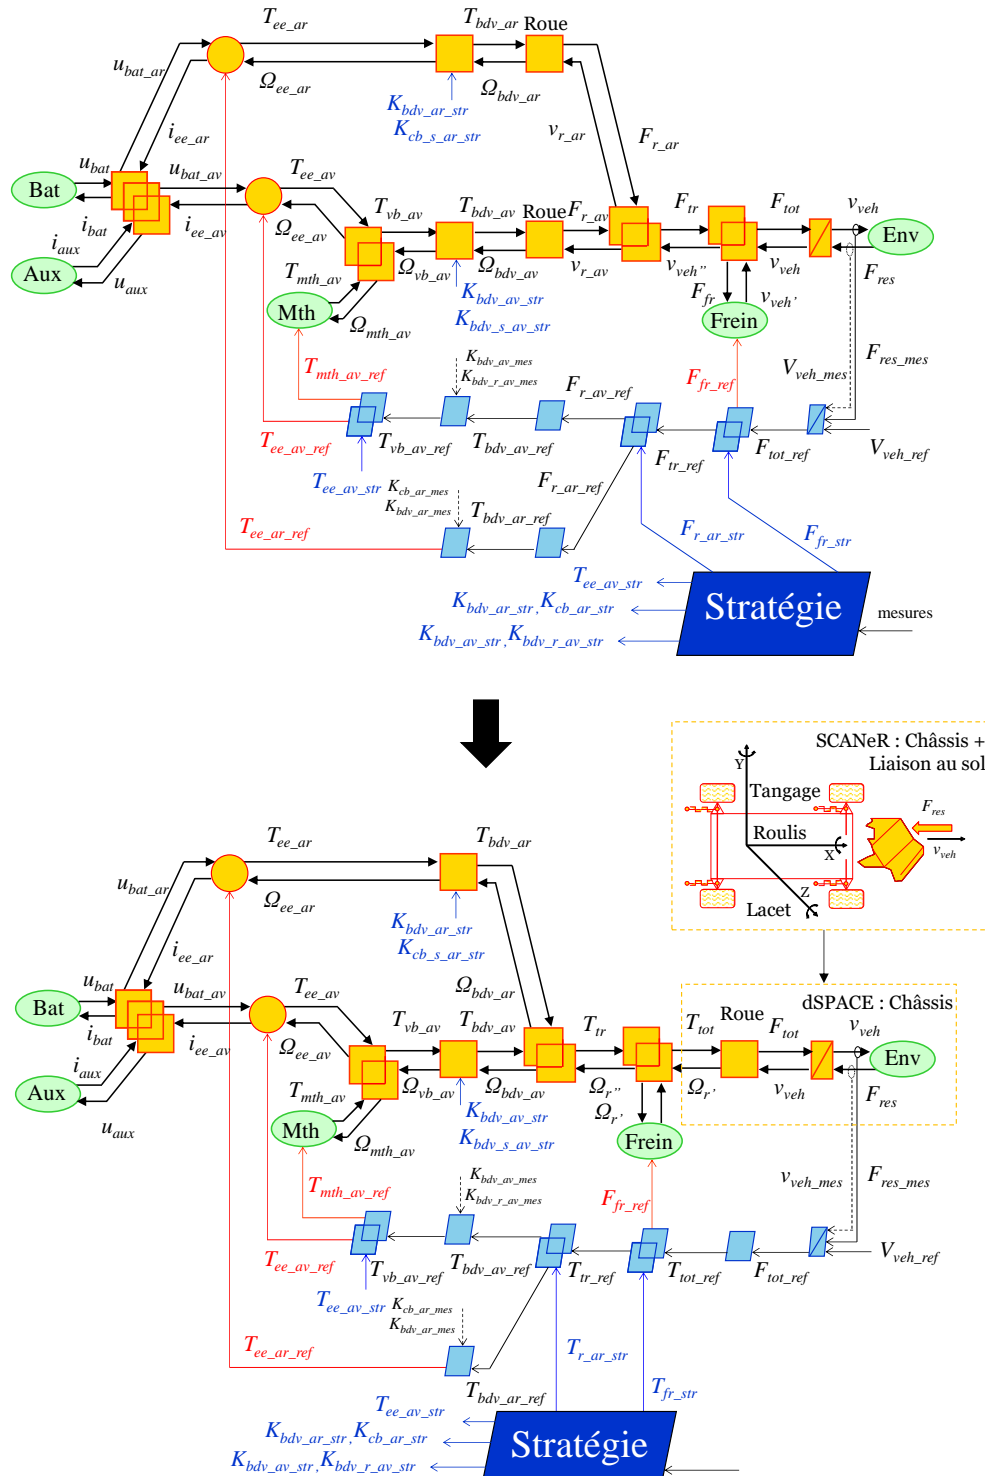 T_ee_ar
T_bdv_ar
Roue
u_bat_ar
Ω_ee_ar
Ω_bdv_ar
K_bdv_ar_str
K_cb_s_ar_str
i_ee_ar
v_r_ar
F_r_ar
u_bat
u_bat_av
T_ee_av
Bat
T_vb_av
T_bdv_av
Roue
F_r_av
F_tr
F_tot
v_veh
Env
i_bat
i_aux
i_ee_av
Ω_ee_av
Ω_vb_av
Ω_bdv_av
v_r_av
v_veh''
v_veh
F_res
Aux
u_aux
T_mth_av
K_bdv_av_str
F_fr
v_veh'
Mth
Ω_mth_av
K_bdv_s_av_str
Frein
T_mth_av_ref
K_bdv_av_mes
K_bdv_r_av_mes
F_r_av_ref
F_fr_ref
V_veh_mes
F_res_mes
T_ee_av_ref
T_vb_av_ref
T_bdv_av_ref
F_tr_ref
F_tot_ref
V_veh_ref
T_ee_av_str
K_cb_ar_mes
K_bdv_ar_mes
F_r_ar_ref
T_bdv_ar_ref
T_ee_ar_ref
F_r_ar_str
F_fr_str
T_ee_av_str
K_bdv_ar_str, K_cb_ar_str
K_bdv_av_str, K_bdv_r_av_str
Stratégie
mesures
SCANeR : Châssis +
Liaison au sol
Y
Tangage
F_res
Roulis
X
v_veh
Z
Lacet
T_ee_ar
T_bdv_ar
u_bat_ar
Ω_ee_ar
K_bdv_ar_str
K_cb_s_ar_str
i_ee_ar
Ω_bdv_ar
u_bat
u_bat_av
T_ee_av
Bat
T_vb_av
T_bdv_av
T_tr
T_tot
Roue
F_tot
dSPACE : Châssis
v_veh
Env
i_bat
i_aux
i_ee_av
Ω_ee_av
Ω_vb_av
Ω_bdv_av
Ω_r''
Ω_r'
v_veh
F_res
Aux
u_aux
T_mth_av
K_bdv_av_str
Ω_r'
Mth
Ω_mth_av
K_bdv_s_av_str
Frein
T_mth_av_ref
K_bdv_av_mes
K_bdv_r_av_mes
F_fr_ref
v_veh_mes
F_res_mes
T_ee_av_ref
T_vb_av_ref
T_bdv_av_ref
T_tr_ref
T_tot_ref
F_tot_ref
V_veh_ref
T_ee_av_str
K_cb_ar_mes
K_bdv_ar_mes
T_ee_ar_ref
T_bdv_ar_ref
T_r_ar_str
T_fr_str
T_ee_av_str
K_bdv_ar_str, K_cb_ar_str
K_bdv_av_str, K_bdv_r_av_str
Stratégie